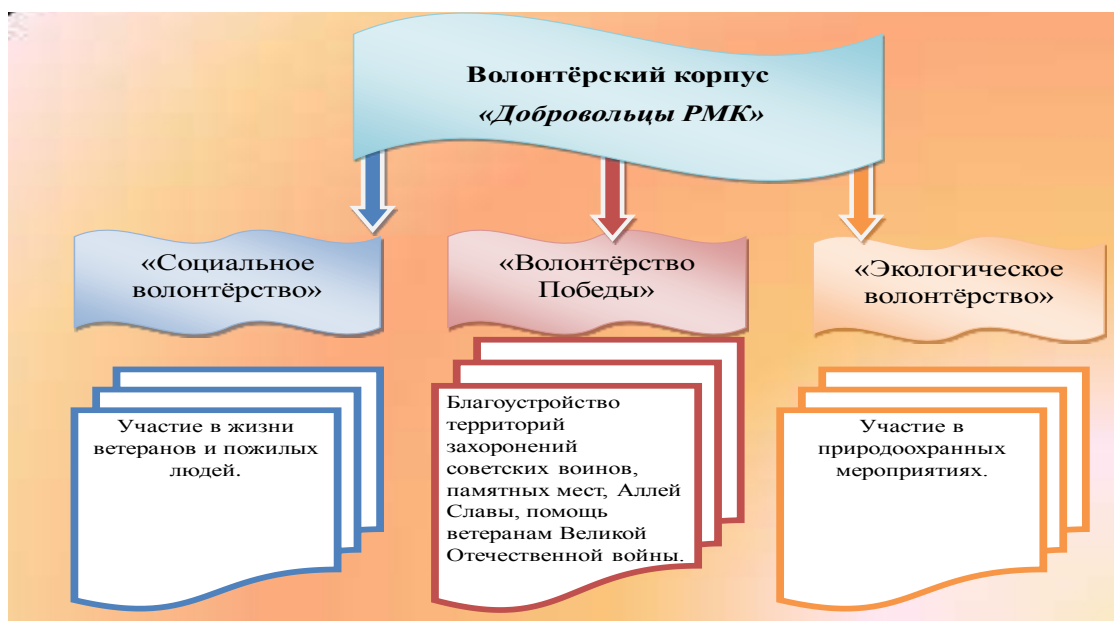 Волонтёрский корпус
«Добровольцы РМК»
«Социальное
волонтёрство»
«Волонтёрство
Победы»
«Экологическое
волонтёрство»
Участие в жизни
ветеранов и пожилых
людей.
Благоустройство
территорий
захоронений
советских воинов,
памятных мест, Аллей
Славы, помощь
ветеранам Великой
Отечественной войны.
Участие в
природоохранных
мероприятиях.